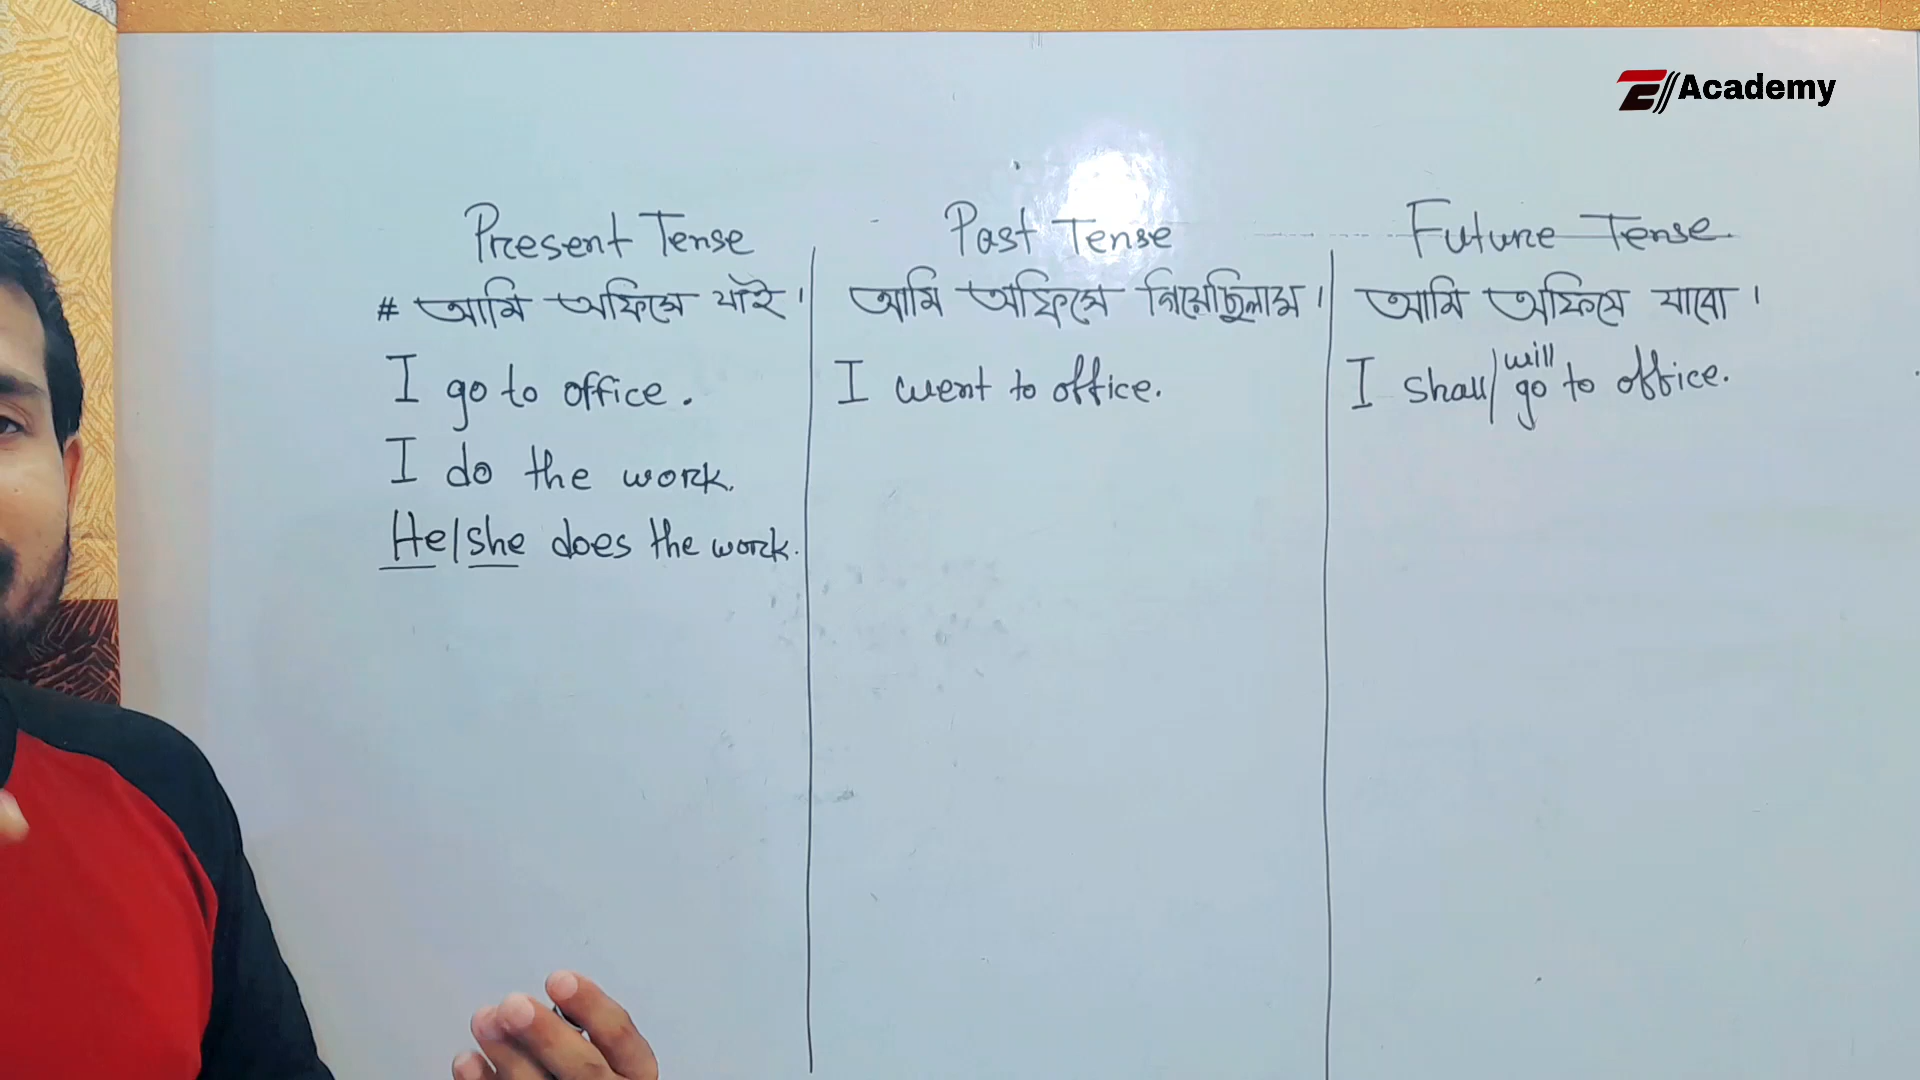 E Academy
Present Tense
# আমি অফিসে যাই।
I go to office.
I do the work.
He/she does the work.
Past Tense
আমি অফিসে গিয়েছিলাম।
I went to office.
Future Tense
আমি অফিসে যাবো।
I shall/will go to office.